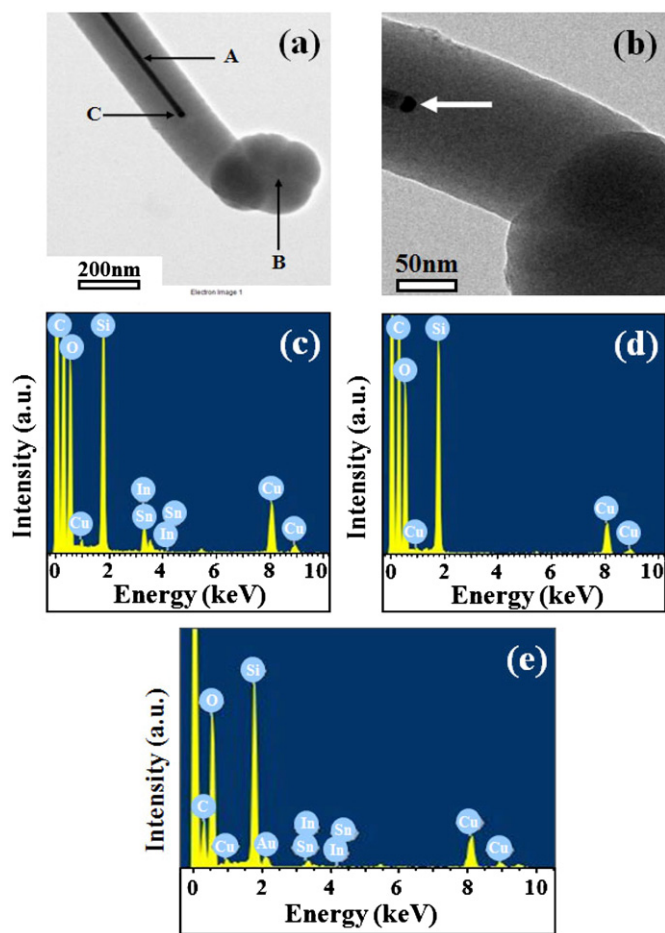 (a)
A
C
B
200nm
Electron Image 1
(b)
50nm
(c)
C
O
Si
Cu
In
Sn
Sn
In
Cu
Cu
Intensity (a.u.)
0 2 4 6 8 10
Energy (keV)
(d)
C
O
Si
Cu
Cu
Cu
Intensity (a.u.)
0 2 4 6 8 10
Energy (keV)
(e)
Si
O
C
Cu
Au
In
Sn
Sn
In
Cu
Cu
Intensity (a.u.)
0 2 4 6 8 10
Energy (keV)